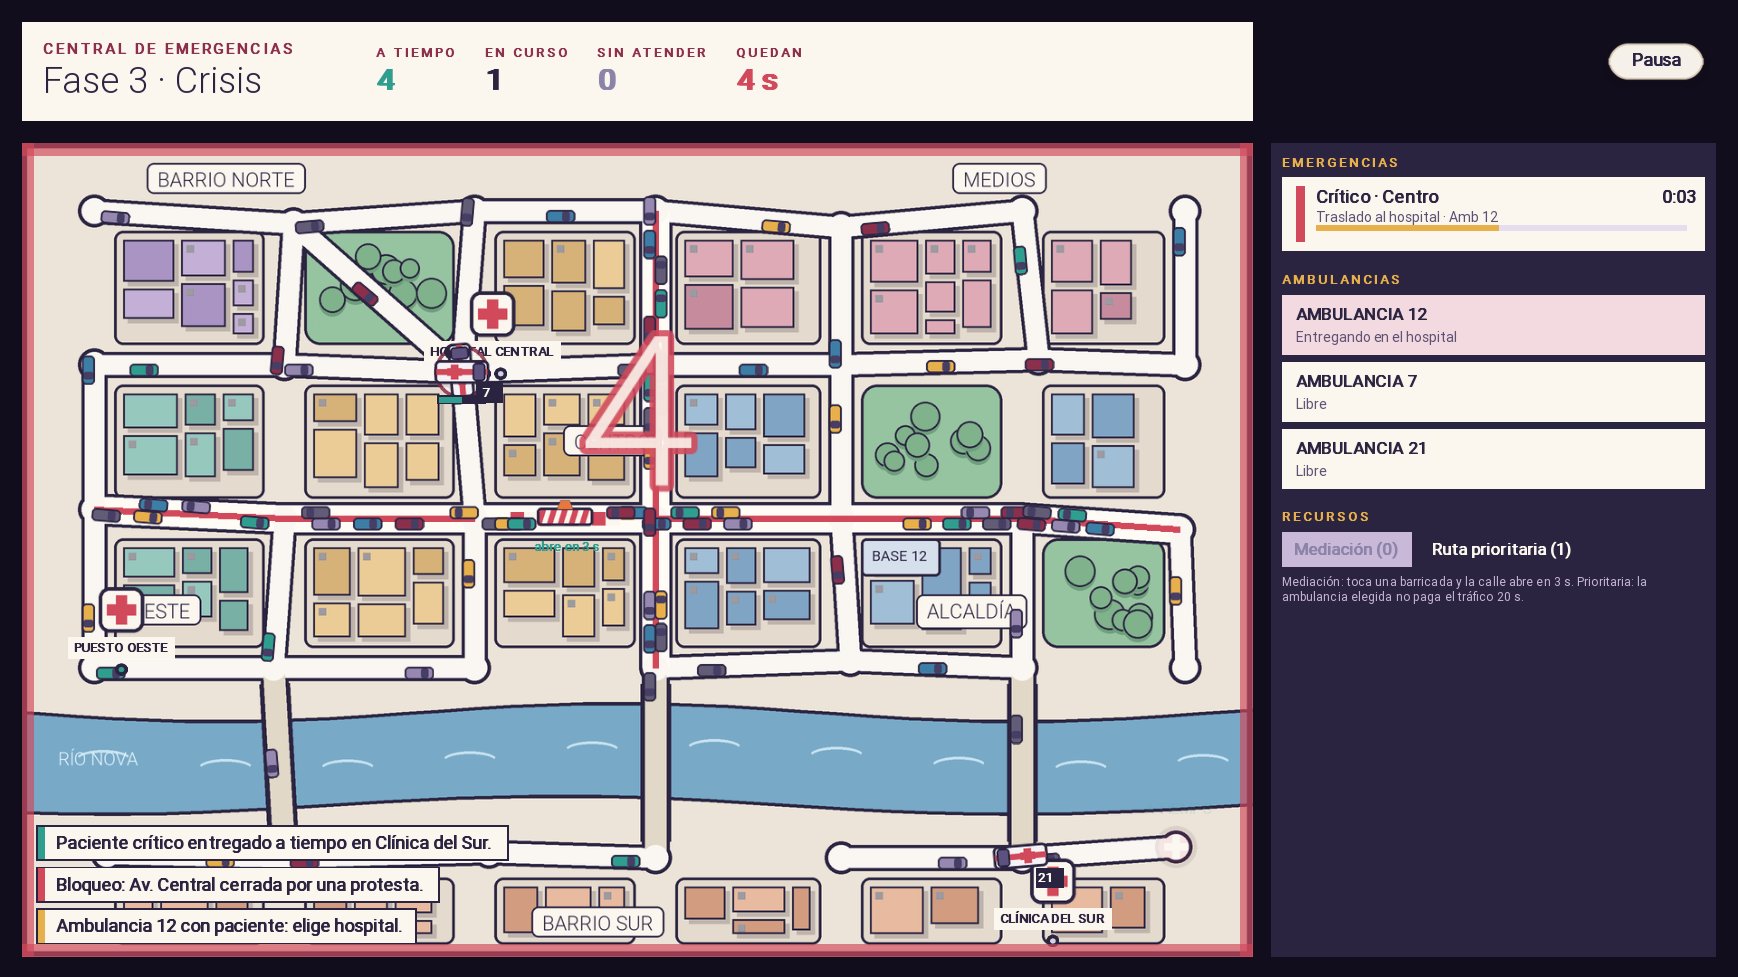 CENTRAL DE EMERGENCIAS
Fase 3 · Crisis
A TIEMPO
4
EN CURSO
1
SIN ATENDER
0
QUEDAN
4 s
Pausa
BARRIO NORTE
MEDIOS
HOSPITAL CENTRAL
7
4
abre en 3 s
BASE 12
ALCALDÍA
ESTE
PUESTO OESTE
RÍO NOVA
21
CLÍNICA DEL SUR
BARRIO SUR
Paciente crítico entregado a tiempo en Clínica del Sur.
Bloqueo: Av. Central cerrada por una protesta.
Ambulancia 12 con paciente: elige hospital.
EMERGENCIAS
Crítico · Centro
0:03
Traslado al hospital · Amb 12
AMBULANCIAS
AMBULANCIA 12
Entregando en el hospital
AMBULANCIA 7
Libre
AMBULANCIA 21
Libre
RECURSOS
Mediación (0)
Ruta prioritaria (1)
Mediación: toca una barricada y la calle abre en 3 s. Prioritaria: la
ambulancia elegida no paga el tráfico 20 s.